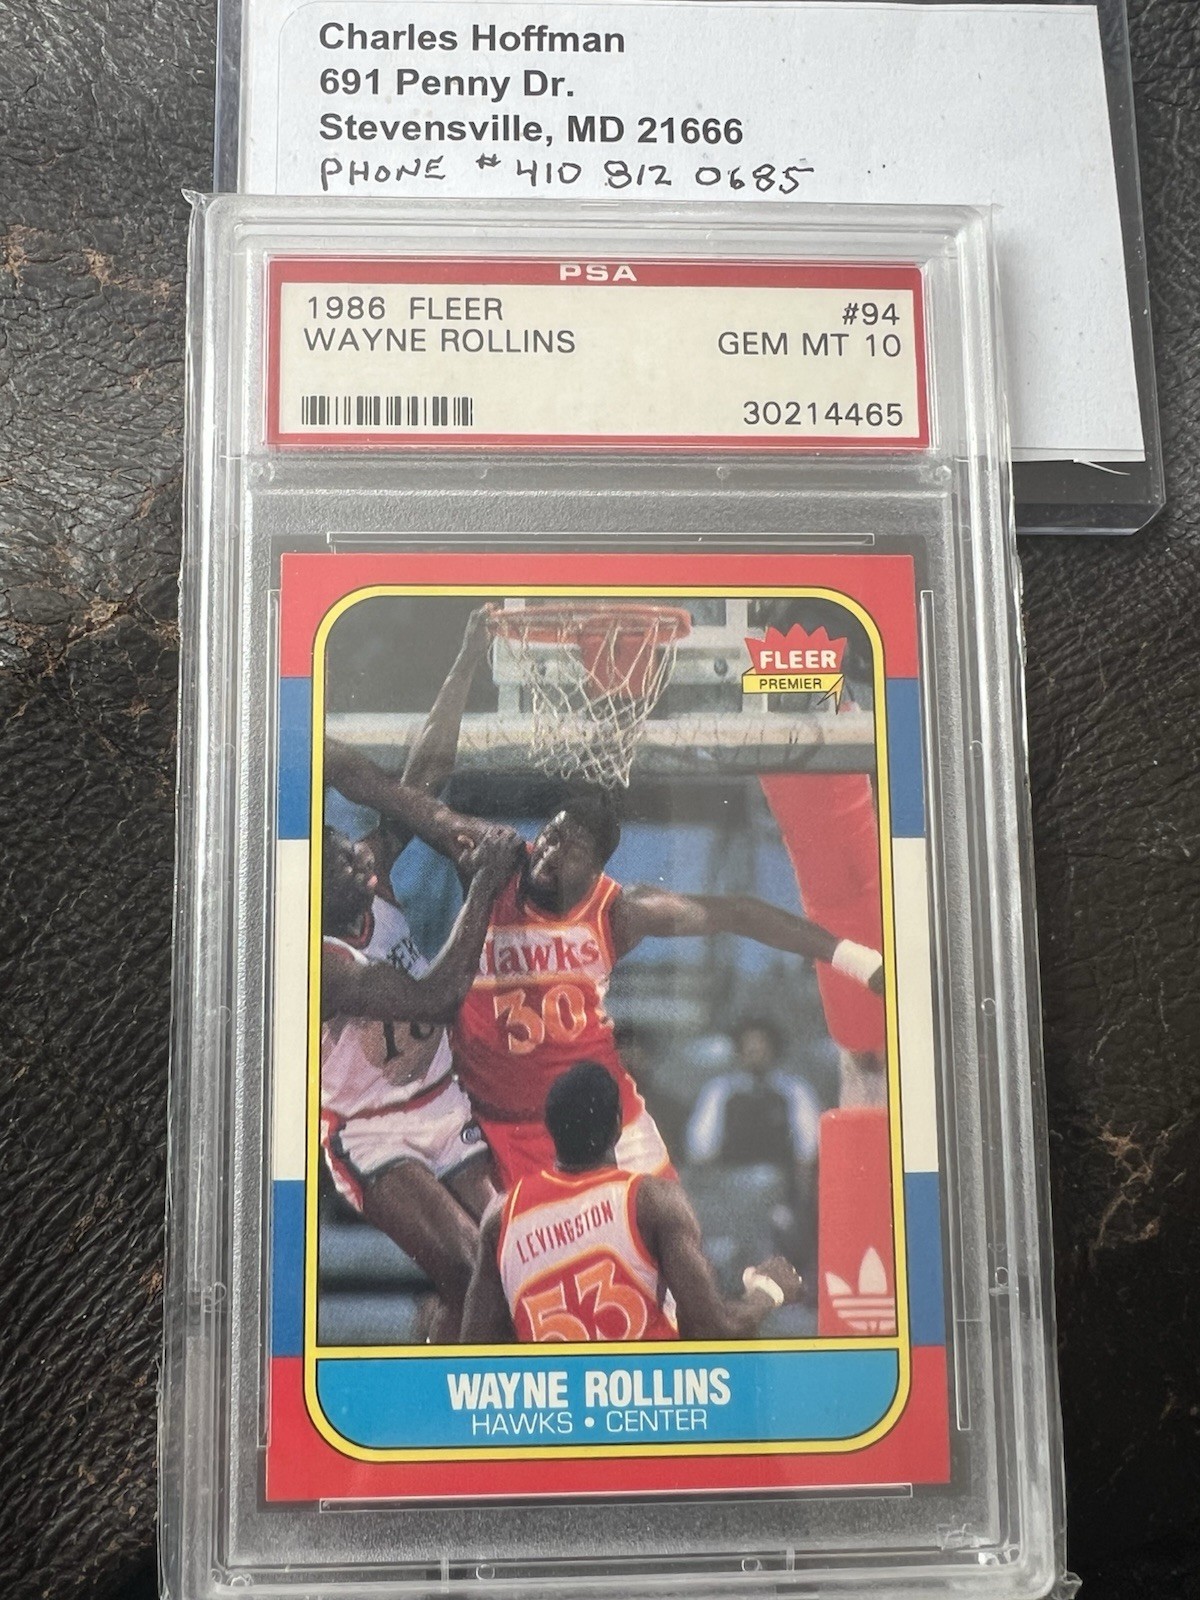 Charles Hoffman
691 Penny Dr.
Stevensville, MD 21666
PHONE # 410 812 0685
PSA
1986 FLEER #94
WAYNE ROLLINS GEM MT 10
30214465
FLEER
PREMIER
Hawks
30
LEVINGSTON
53
WAYNE ROLLINS
HAWKS • CENTER